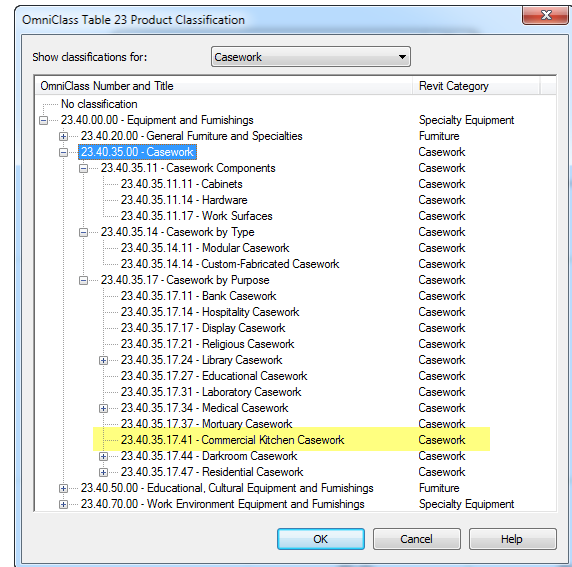 OmniClass Table 23 Product Classification
Show classifications for: Casework
OmniClass Number and Title Revit Category
No classification
23.40.00.00 - Equipment and Furnishings Specialty Equipment
23.40.20.00 - General Furniture and Specialties Furniture
23.40.35.00 - Casework Casework
23.40.35.11 - Casework Components Casework
23.40.35.11.11 - Cabinets Casework
23.40.35.11.14 - Hardware Casework
23.40.35.11.17 - Work Surfaces Casework
23.40.35.14 - Casework by Type Casework
23.40.35.14.11 - Modular Casework Casework
23.40.35.14.14 - Custom-Fabricated Casework Casework
23.40.35.17 - Casework by Purpose Casework
23.40.35.17.11 - Bank Casework Casework
23.40.35.17.14 - Hospitality Casework Casework
23.40.35.17.17 - Display Casework Casework
23.40.35.17.21 - Religious Casework Casework
23.40.35.17.24 - Library Casework Casework
23.40.35.17.27 - Educational Casework Casework
23.40.35.17.31 - Laboratory Casework Casework
23.40.35.17.34 - Medical Casework Casework
23.40.35.17.37 - Mortuary Casework Casework
23.40.35.17.41 - Commercial Kitchen Casework Casework
23.40.35.17.44 - Darkroom Casework Casework
23.40.35.17.47 - Residential Casework Casework
23.40.50.00 - Educational, Cultural Equipment and Furnishings Furniture
23.40.70.00 - Work Environment Equipment and Furnishings Specialty Equipment
OK Cancel Help